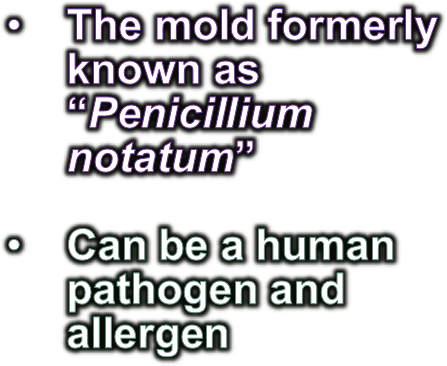 • The mold formerly
known as
“Penicillium
notatum”
• Can be a human
pathogen and
allergen